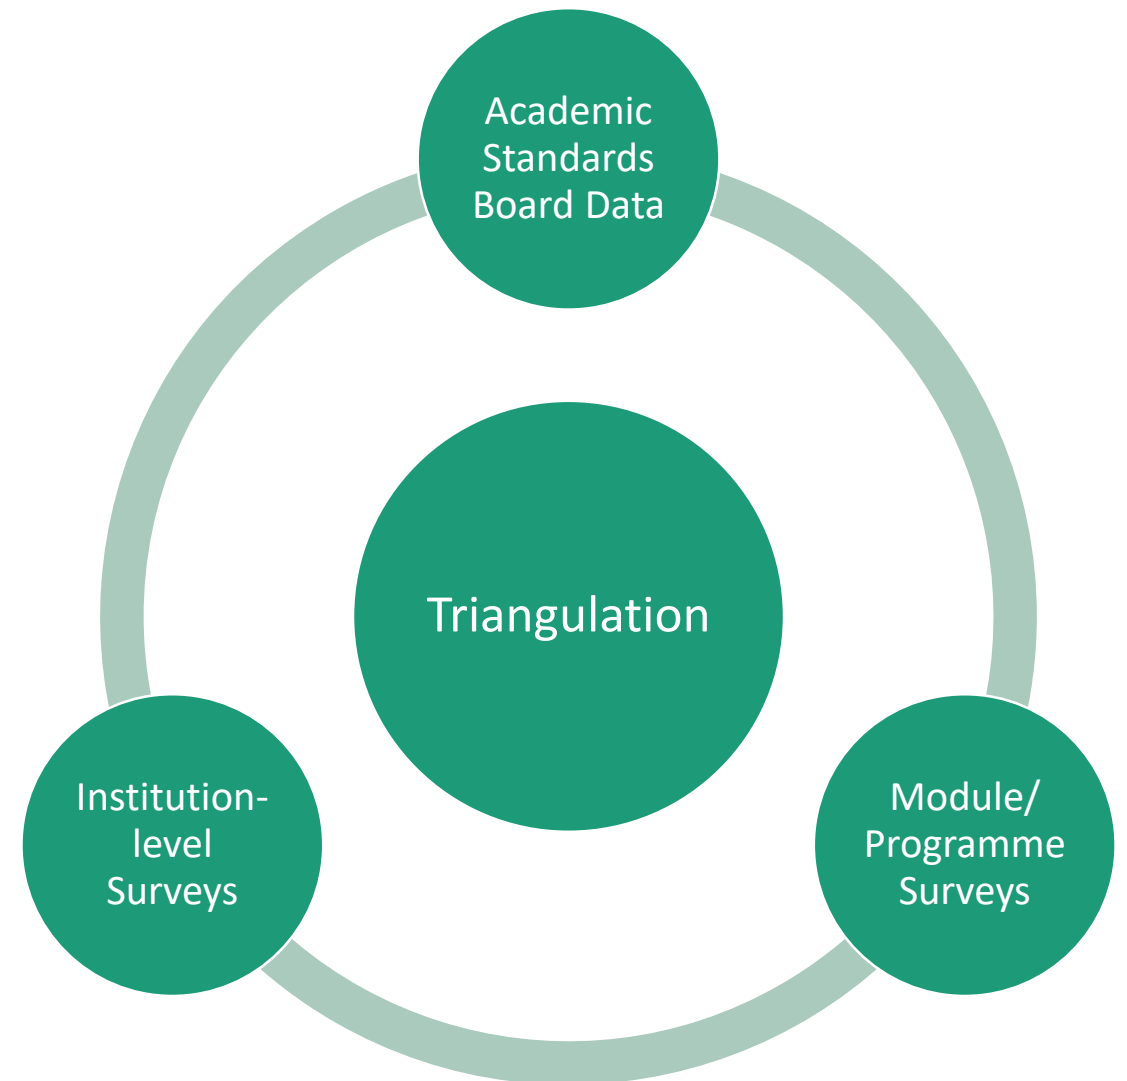 Academic
Standards
Board Data
Triangulation
Institution-
level
Surveys
Module/
Programme
Surveys